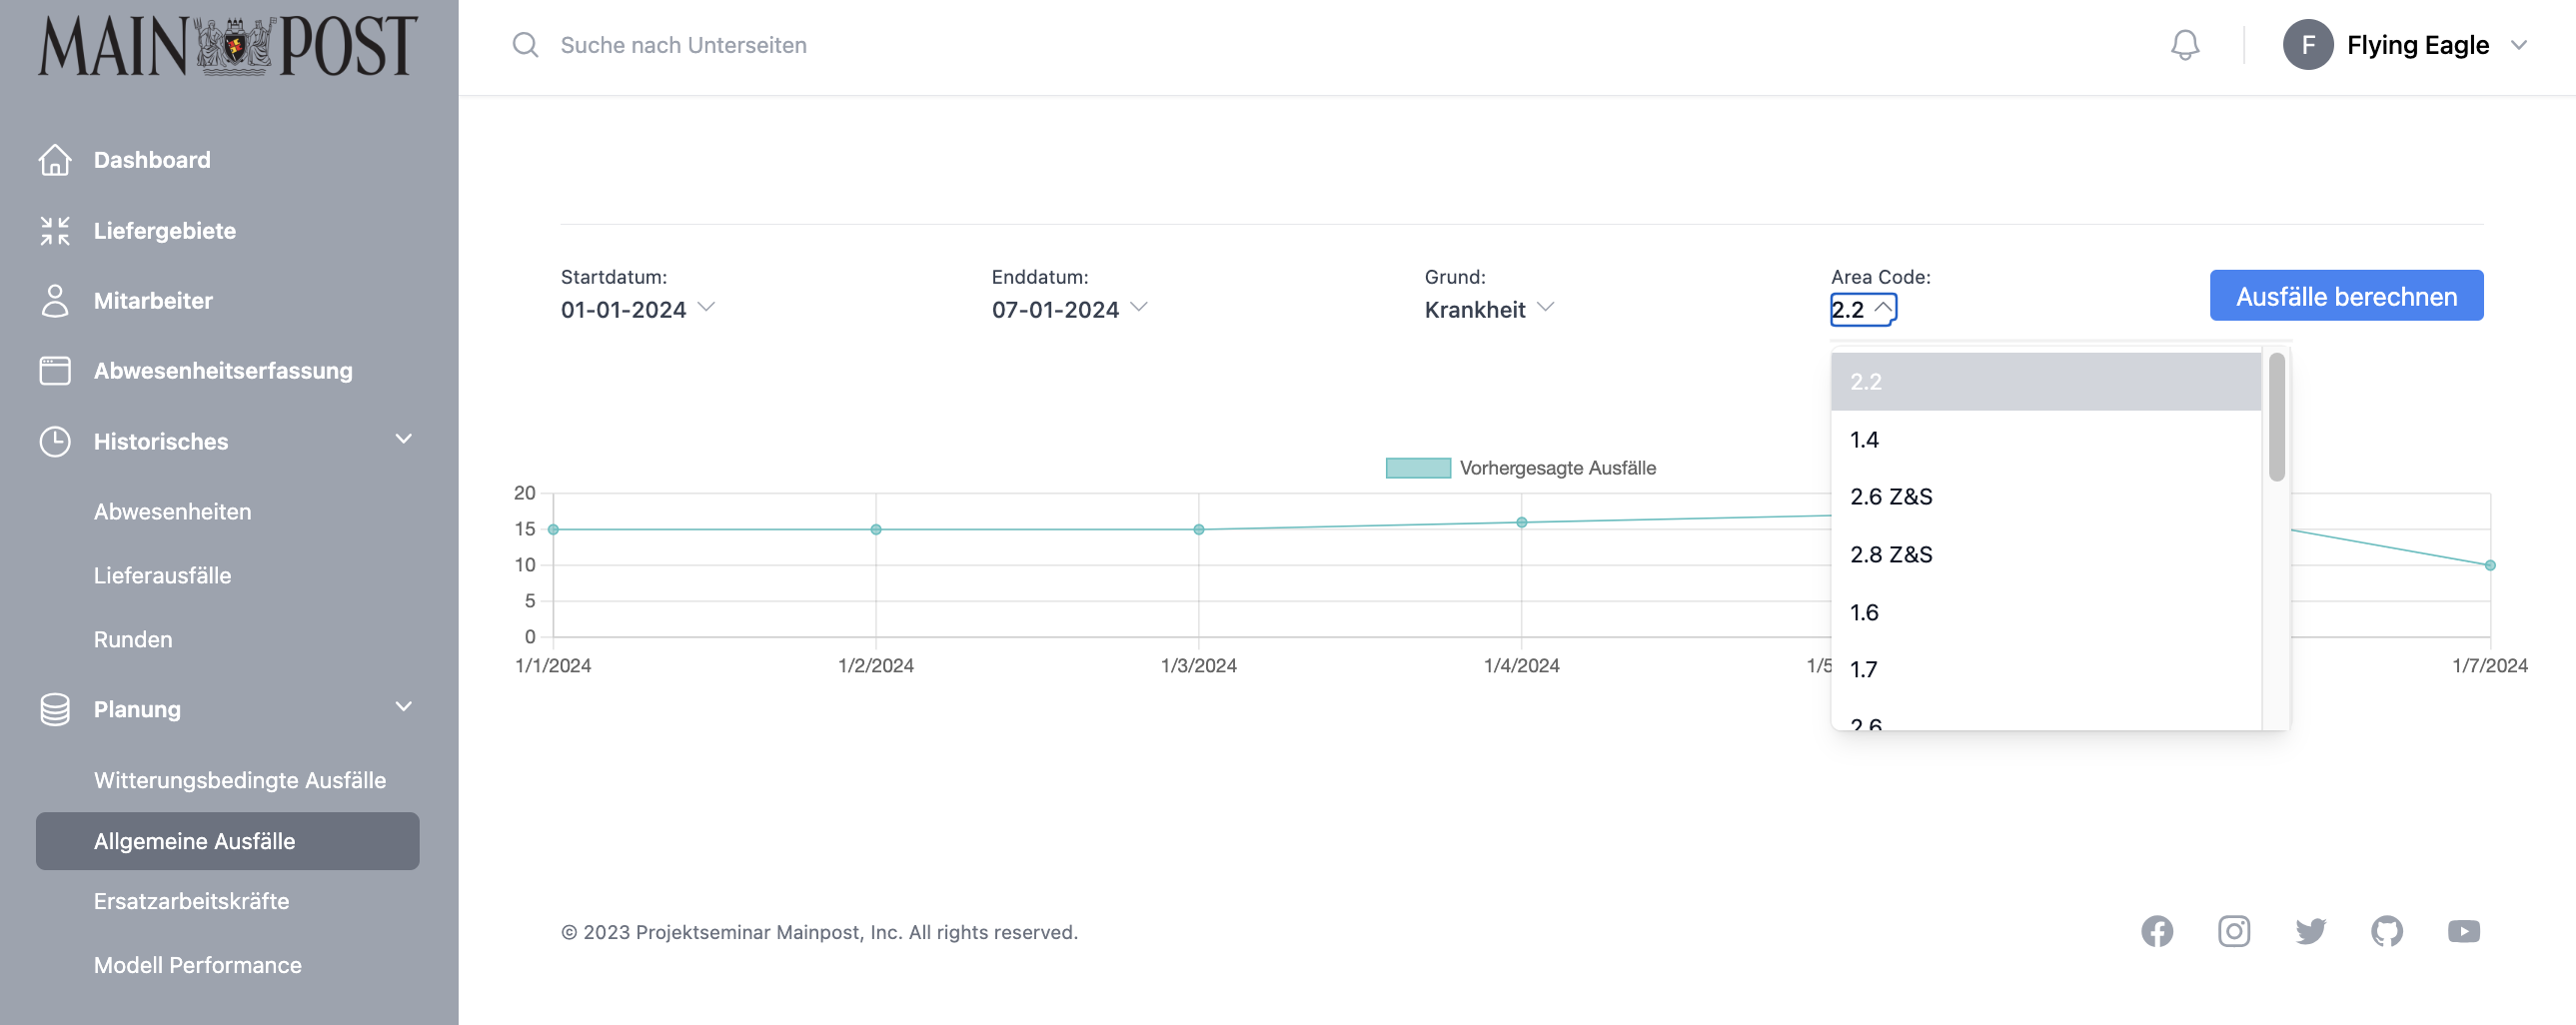 MAIN POST
Dashboard
Liefergebiete
Mitarbeiter
Abwesenheitserfassung
Historisches
Abwesenheiten
Lieferausfälle
Runden
Planung
Witterungsbedingte Ausfälle
Allgemeine Ausfälle
Ersatzarbeitskräfte
Modell Performance
Suche nach Unterseiten
F Flying Eagle
Startdatum:
01-01-2024
Enddatum:
07-01-2024
Grund:
Krankheit
Area Code:
2.2
Ausfälle berechnen
2.2
1.4
2.6 Z&S
2.8 Z&S
1.6
1.7
2.6
Vorhergesagte Ausfälle
20
15
10
5
0
1/1/2024 1/2/2024 1/3/2024 1/4/2024 1/5 1/7/2024
© 2023 Projektseminar Mainpost, Inc. All rights reserved.